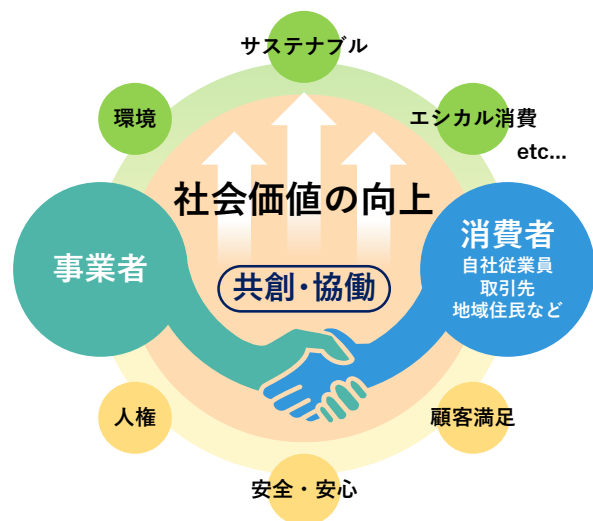 サステナブル
環境
エシカル消費
etc...
社会価値の向上
事業者
消費者
自社従業員
取引先
地域住民など
共創･協働
人権
顧客満足
安全・安心